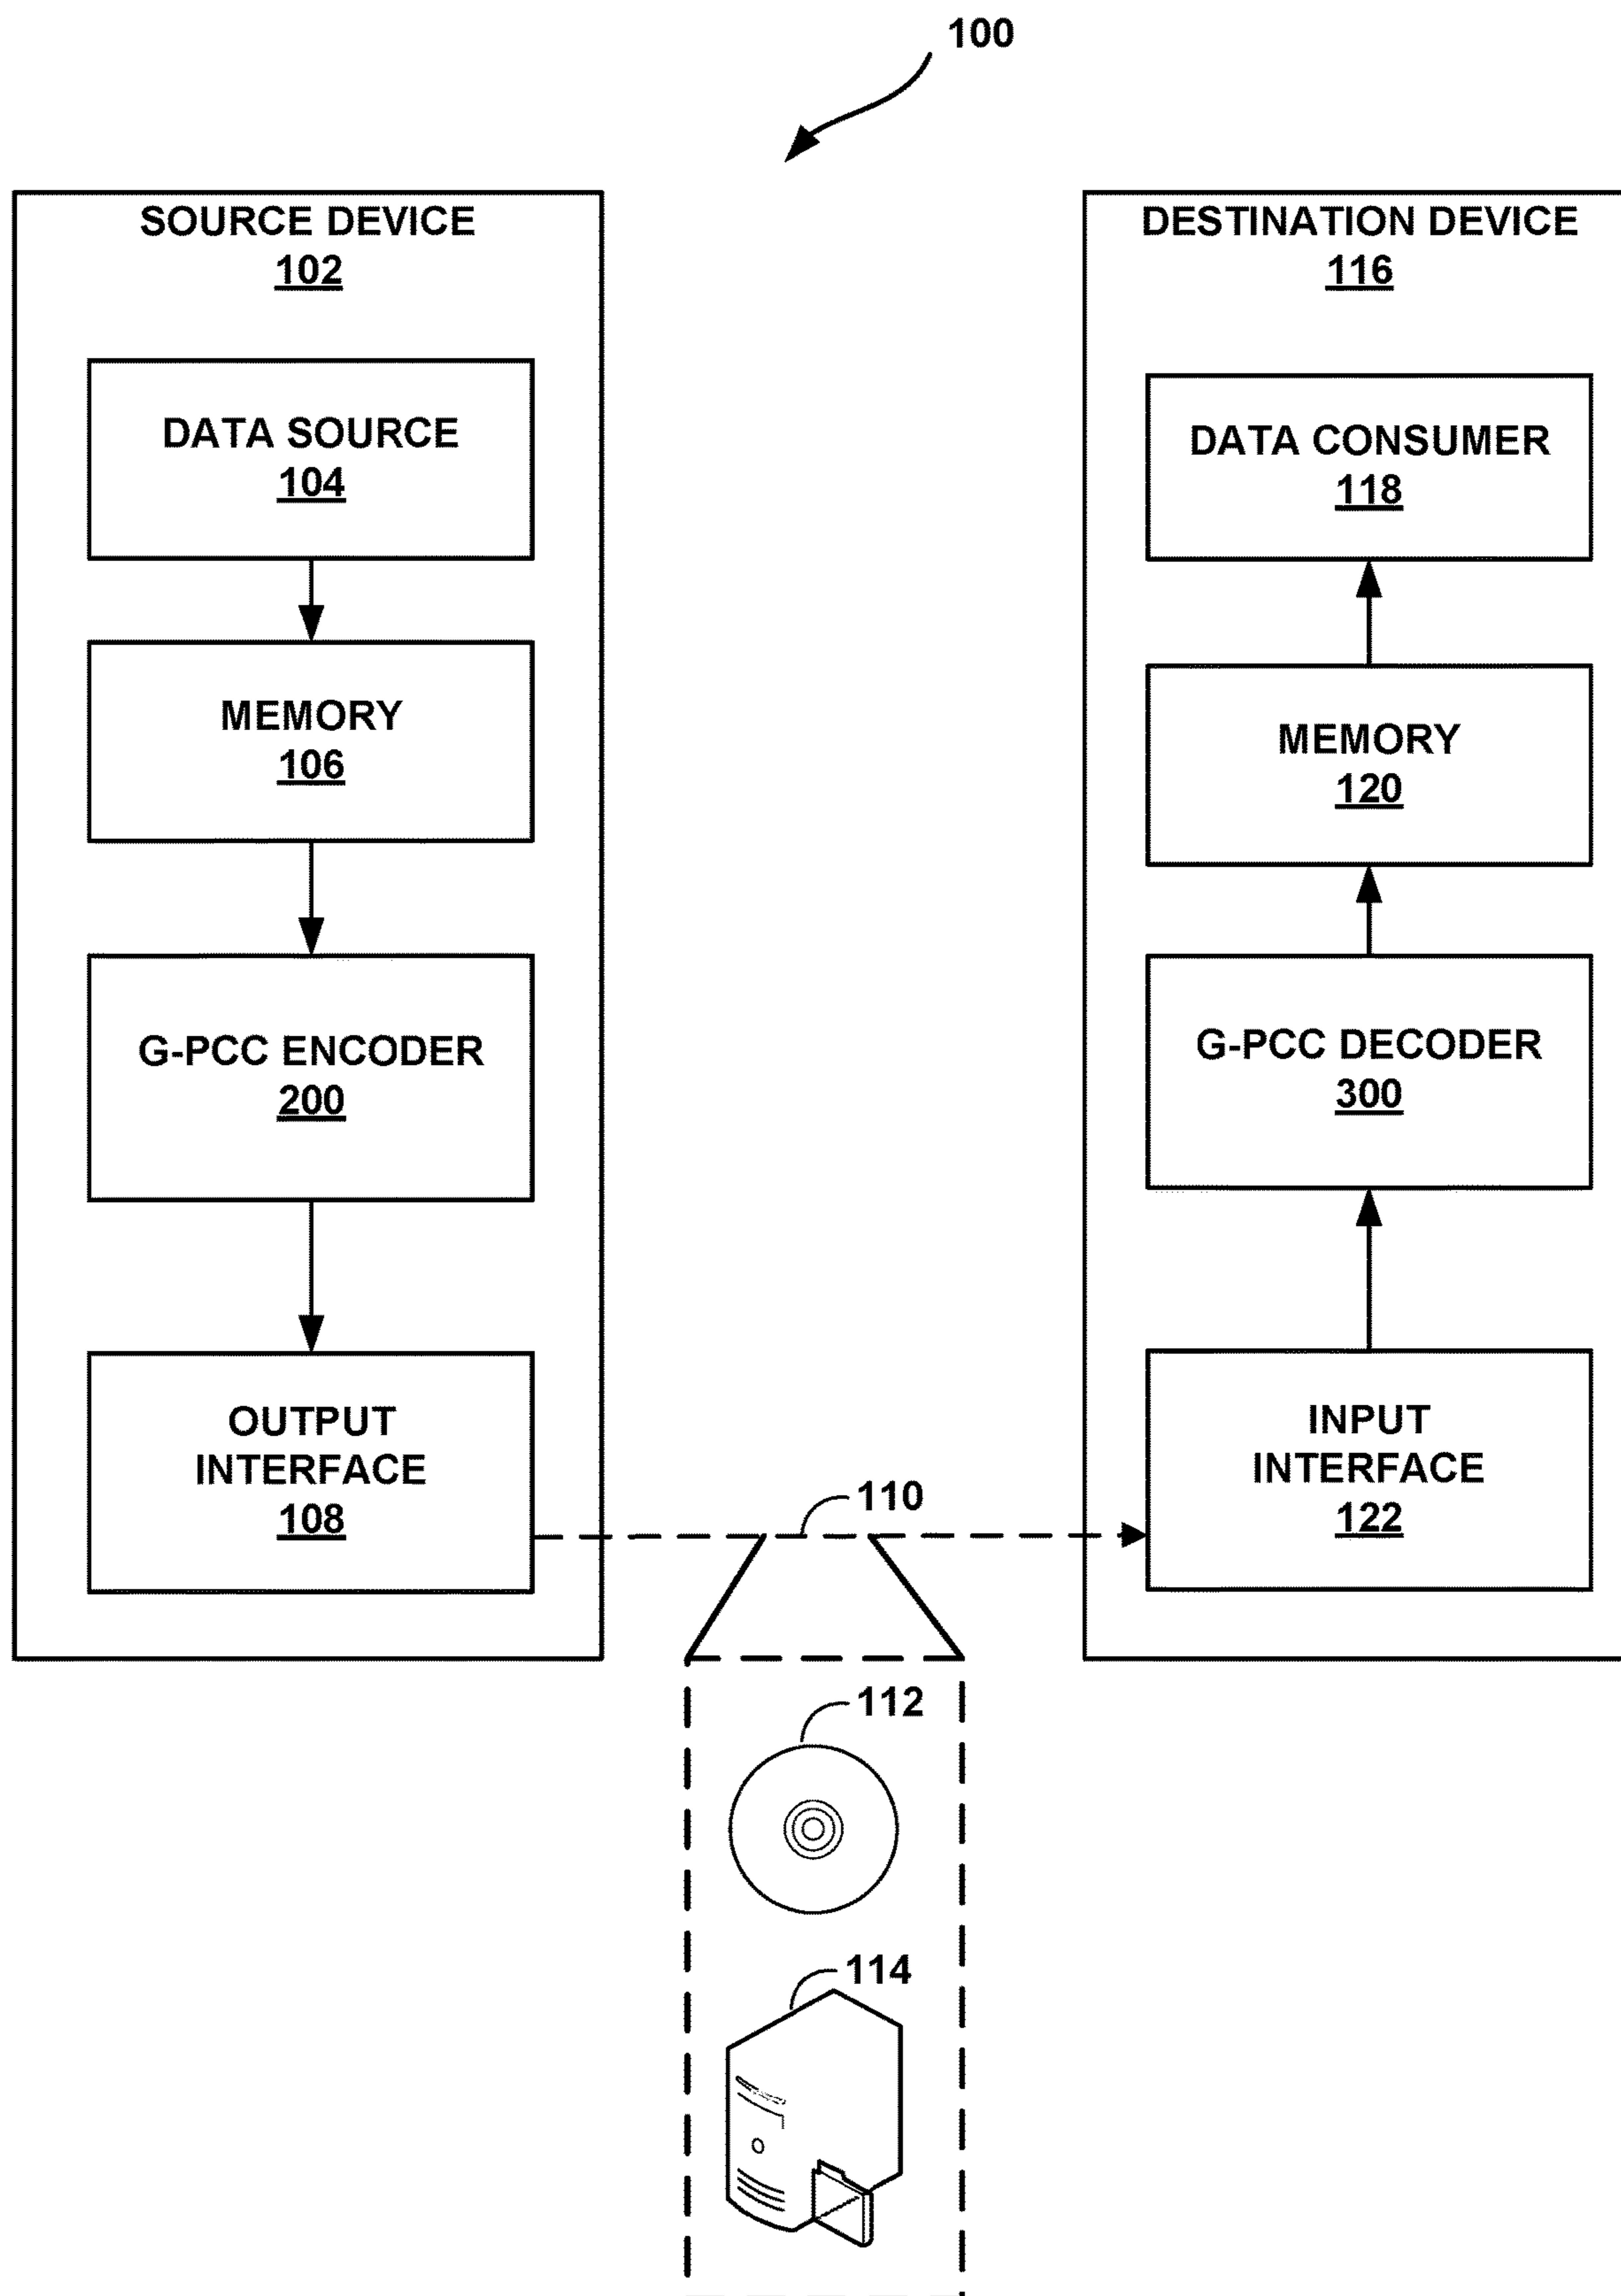 100
SOURCE DEVICE
102
DATA SOURCE
104
MEMORY
106
G-PCC ENCODER
200
OUTPUT
INTERFACE
108
DESTINATION DEVICE
116
DATA CONSUMER
118
MEMORY
120
G-PCC DECODER
300
INPUT
INTERFACE
122
110
112
114